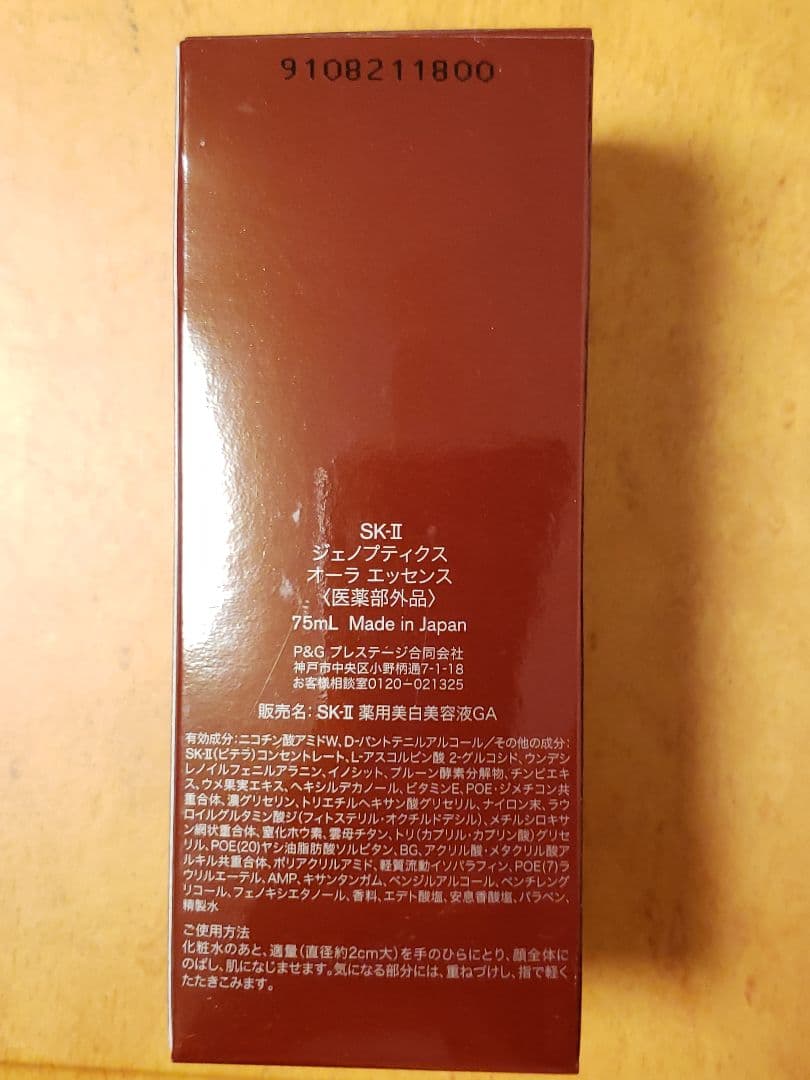 9108211800
SK-II
ジェノプティクス
オーラ エッセンス
〈医薬部外品〉
75mL Made in Japan
P&G プレステージ合同会社
神戸市中央区小野柄通7-1-18
お客様相談室0120-021325
販売名: SK-II 薬用美白美容液GA
有効成分:ニコチン酸アミドW、D-パントテニルアルコール/その他の成分:
SK-II(ピテラ)コンセントレート、L-アスコルビン酸 2-グルコシド、ウンデシ
レノイルフェニルアラニン、イノシット、プルーン酵素分解物、チンピエキ
ス、ウメ果実エキス、ヘキシルデカノール、ビタミンE、POE・ジメチコン共
重合体、濃グリセリン、トリエチルヘキサン酸グリセリル、ナイロン末、ラウ
ロイルグルタミン酸ジ(フィトステリル・オクチルドデシル)、メチルシロキサ
ン網状重合体、窒化ホウ素、雲母チタン、トリ(カプリル・カプリン酸)グリセ
リル、POE(20)ヤシ油脂肪酸ソルビタン、BG、アクリル酸・メタクリル酸ア
ルキル共重合体、ポリアクリルアミド、軽質流動イソパラフィン、POE(7)ラ
ウリルエーテル、AMP、キサンタンガム、ベンジルアルコール、ペンチレング
リコール、フェノキシエタノール、香料、エデト酸塩、安息香酸塩、パラベン、
精製水
ご使用方法
化粧水のあと、適量(直径約2cm大)を手のひらにとり、顔全体に
のばし、肌になじませます。気になる部分には、重ねづけし、指で軽く
たたきこみます。